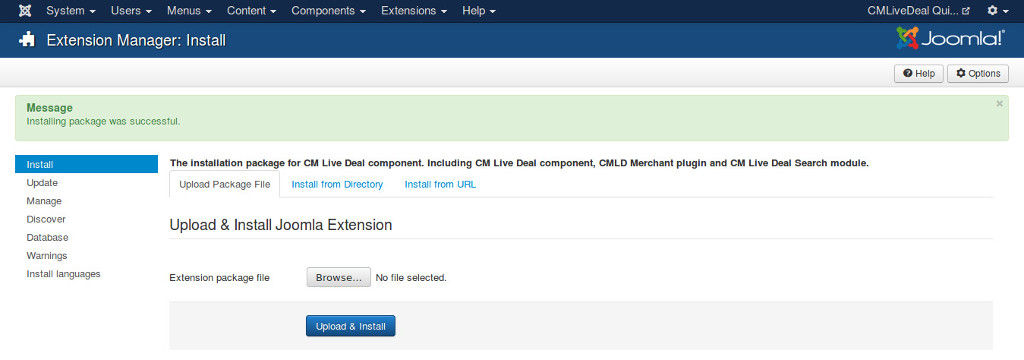 System Users Menus Content Components Extensions Help CMLiveDeal Qui...
Extension Manager: Install Joomla!
Help Options
Message
Installing package was successful.
Install
Update
Manage
Discover
Database
Warnings
Install languages
The installation package for CM Live Deal component. Including CM Live Deal component, CMLD Merchant plugin and CM Live Deal Search module.
Upload Package File Install from Directory Install from URL
Upload & Install Joomla Extension
Extension package file Browse... No file selected.
Upload & Install